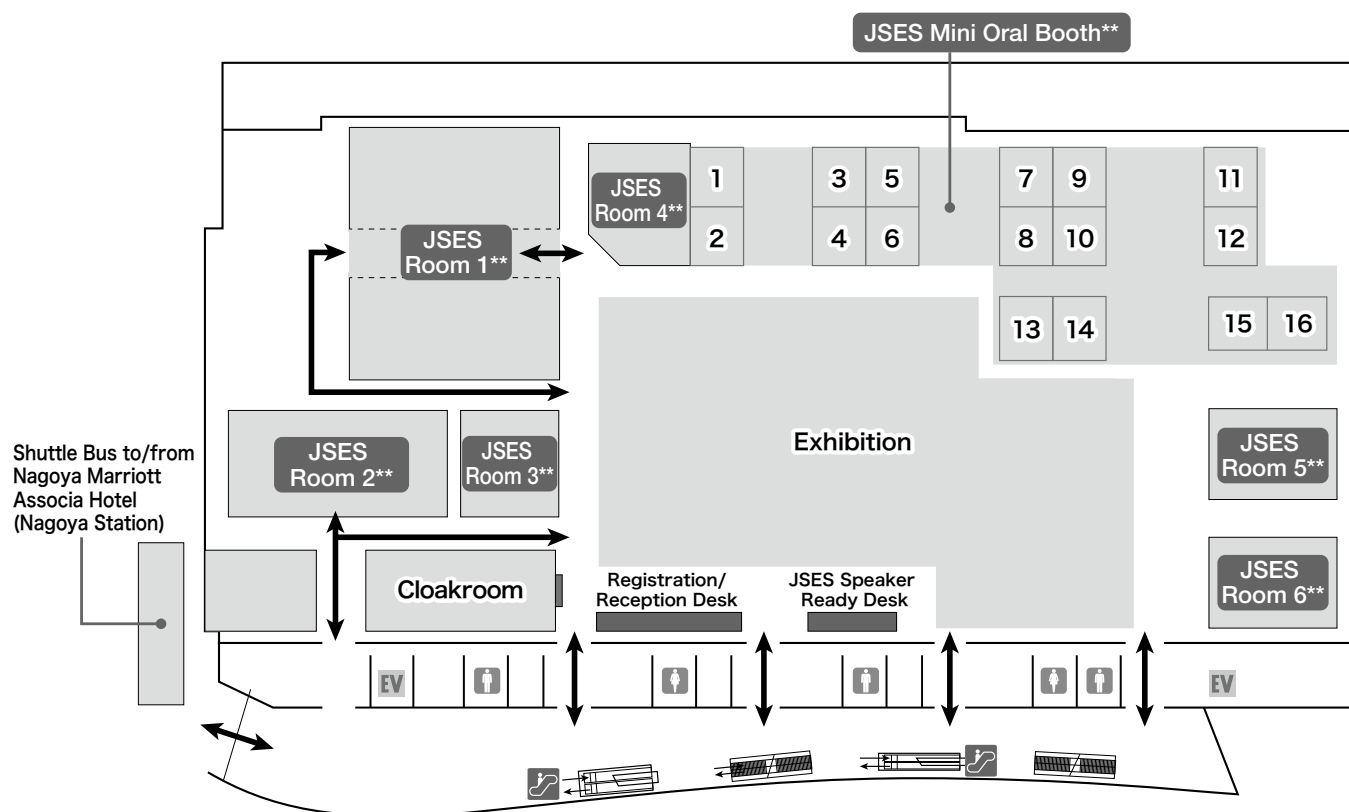 JSES Mini Oral Booth**
JSES
Room 1**
JSES
Room 4**
1
3
5
7
9
11
2
4
6
8
10
12
13
14
15
16
Exhibition
JSES
Room 2**
JSES
Room 3**
JSES
Room 5**
Shuttle Bus to/from
Nagoya Marriott
Associa Hotel
(Nagoya Station)
Cloakroom
Registration/
Reception Desk
JSES Speaker
Ready Desk
JSES
Room 6**
EV
EV